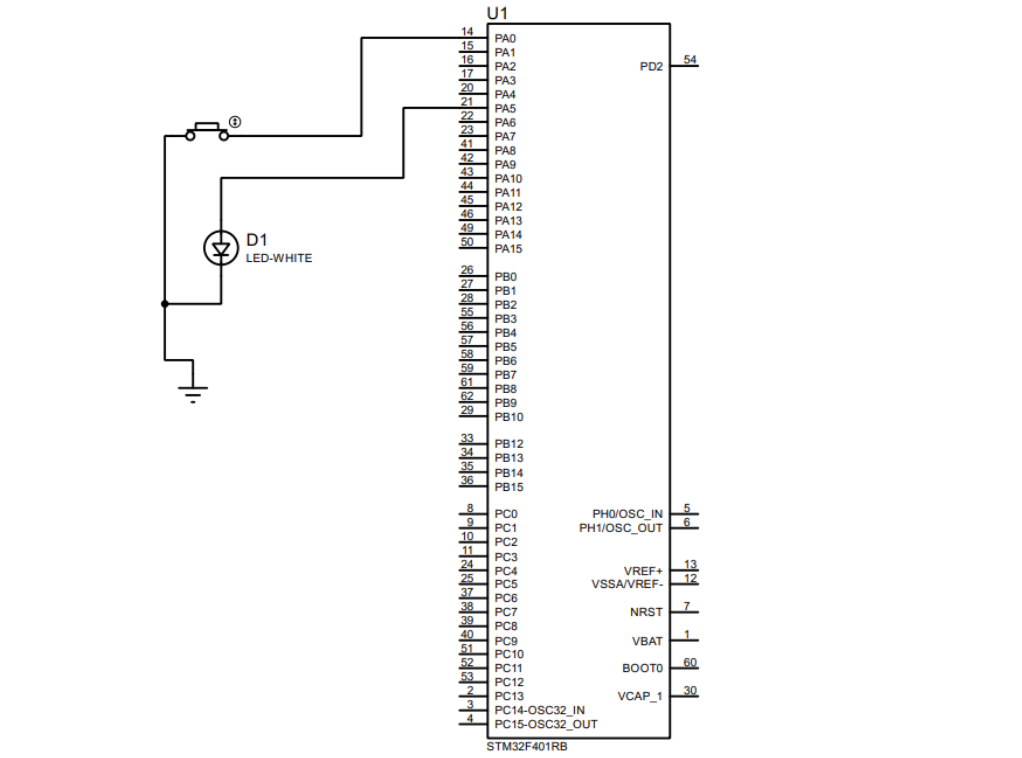 U1
14 PA0
15 PA1
16 PA2
17 PA3
20 PA4
21 PA5
22 PA6
23 PA7
41 PA8
42 PA9
43 PA10
44 PA11
45 PA12
46 PA13
49 PA14
50 PA15
26 PB0
27 PB1
28 PB2
55 PB3
56 PB4
57 PB5
58 PB6
59 PB7
61 PB8
62 PB9
29 PB10
33 PB12
34 PB13
35 PB14
36 PB15
8 PC0
9 PC1
10 PC2
11 PC3
24 PC4
25 PC5
37 PC6
38 PC7
39 PC8
40 PC9
51 PC10
52 PC11
53 PC12
2 PC13
3 PC14-OSC32_IN
4 PC15-OSC32_OUT
PD2 54
PH0/OSC_IN 5
PH1/OSC_OUT 6
VREF+ 13
VSSA/VREF- 12
NRST 7
VBAT 1
BOOT0 60
VCAP_1 30
STM32F401RB
D1
LED-WHITE